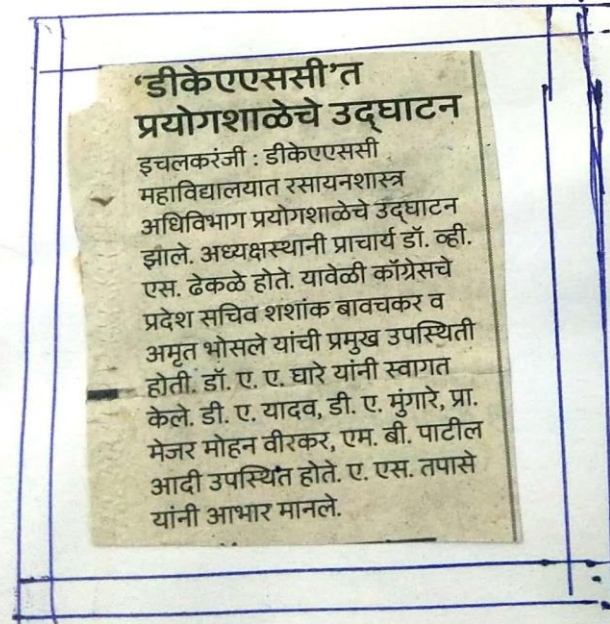 ‘डीकेएएससी’त
प्रयोगशाळेचे उद्‌घाटन
इचलकरंजी : डीकेएएससी
महाविद्यालयात रसायनशास्त्र
अधिविभाग प्रयोगशाळेचे उद्‌घाटन
झाले. अध्यक्षस्थानी प्राचार्य डॉ. व्ही.
एस. ढेकळे होते. यावेळी काँग्रेसचे
प्रदेश सचिव शशांक बावचकर व
अमृत भोसले यांची प्रमुख उपस्थिती
होती. डॉ. ए. ए. घारे यांनी स्वागत
केले. डी. ए. यादव, डी. ए. मुंगारे, प्रा.
मेजर मोहन वीरकर, एम. बी. पाटील
आदी उपस्थित होते. ए. एस. तपासे
यांनी आभार मानले.